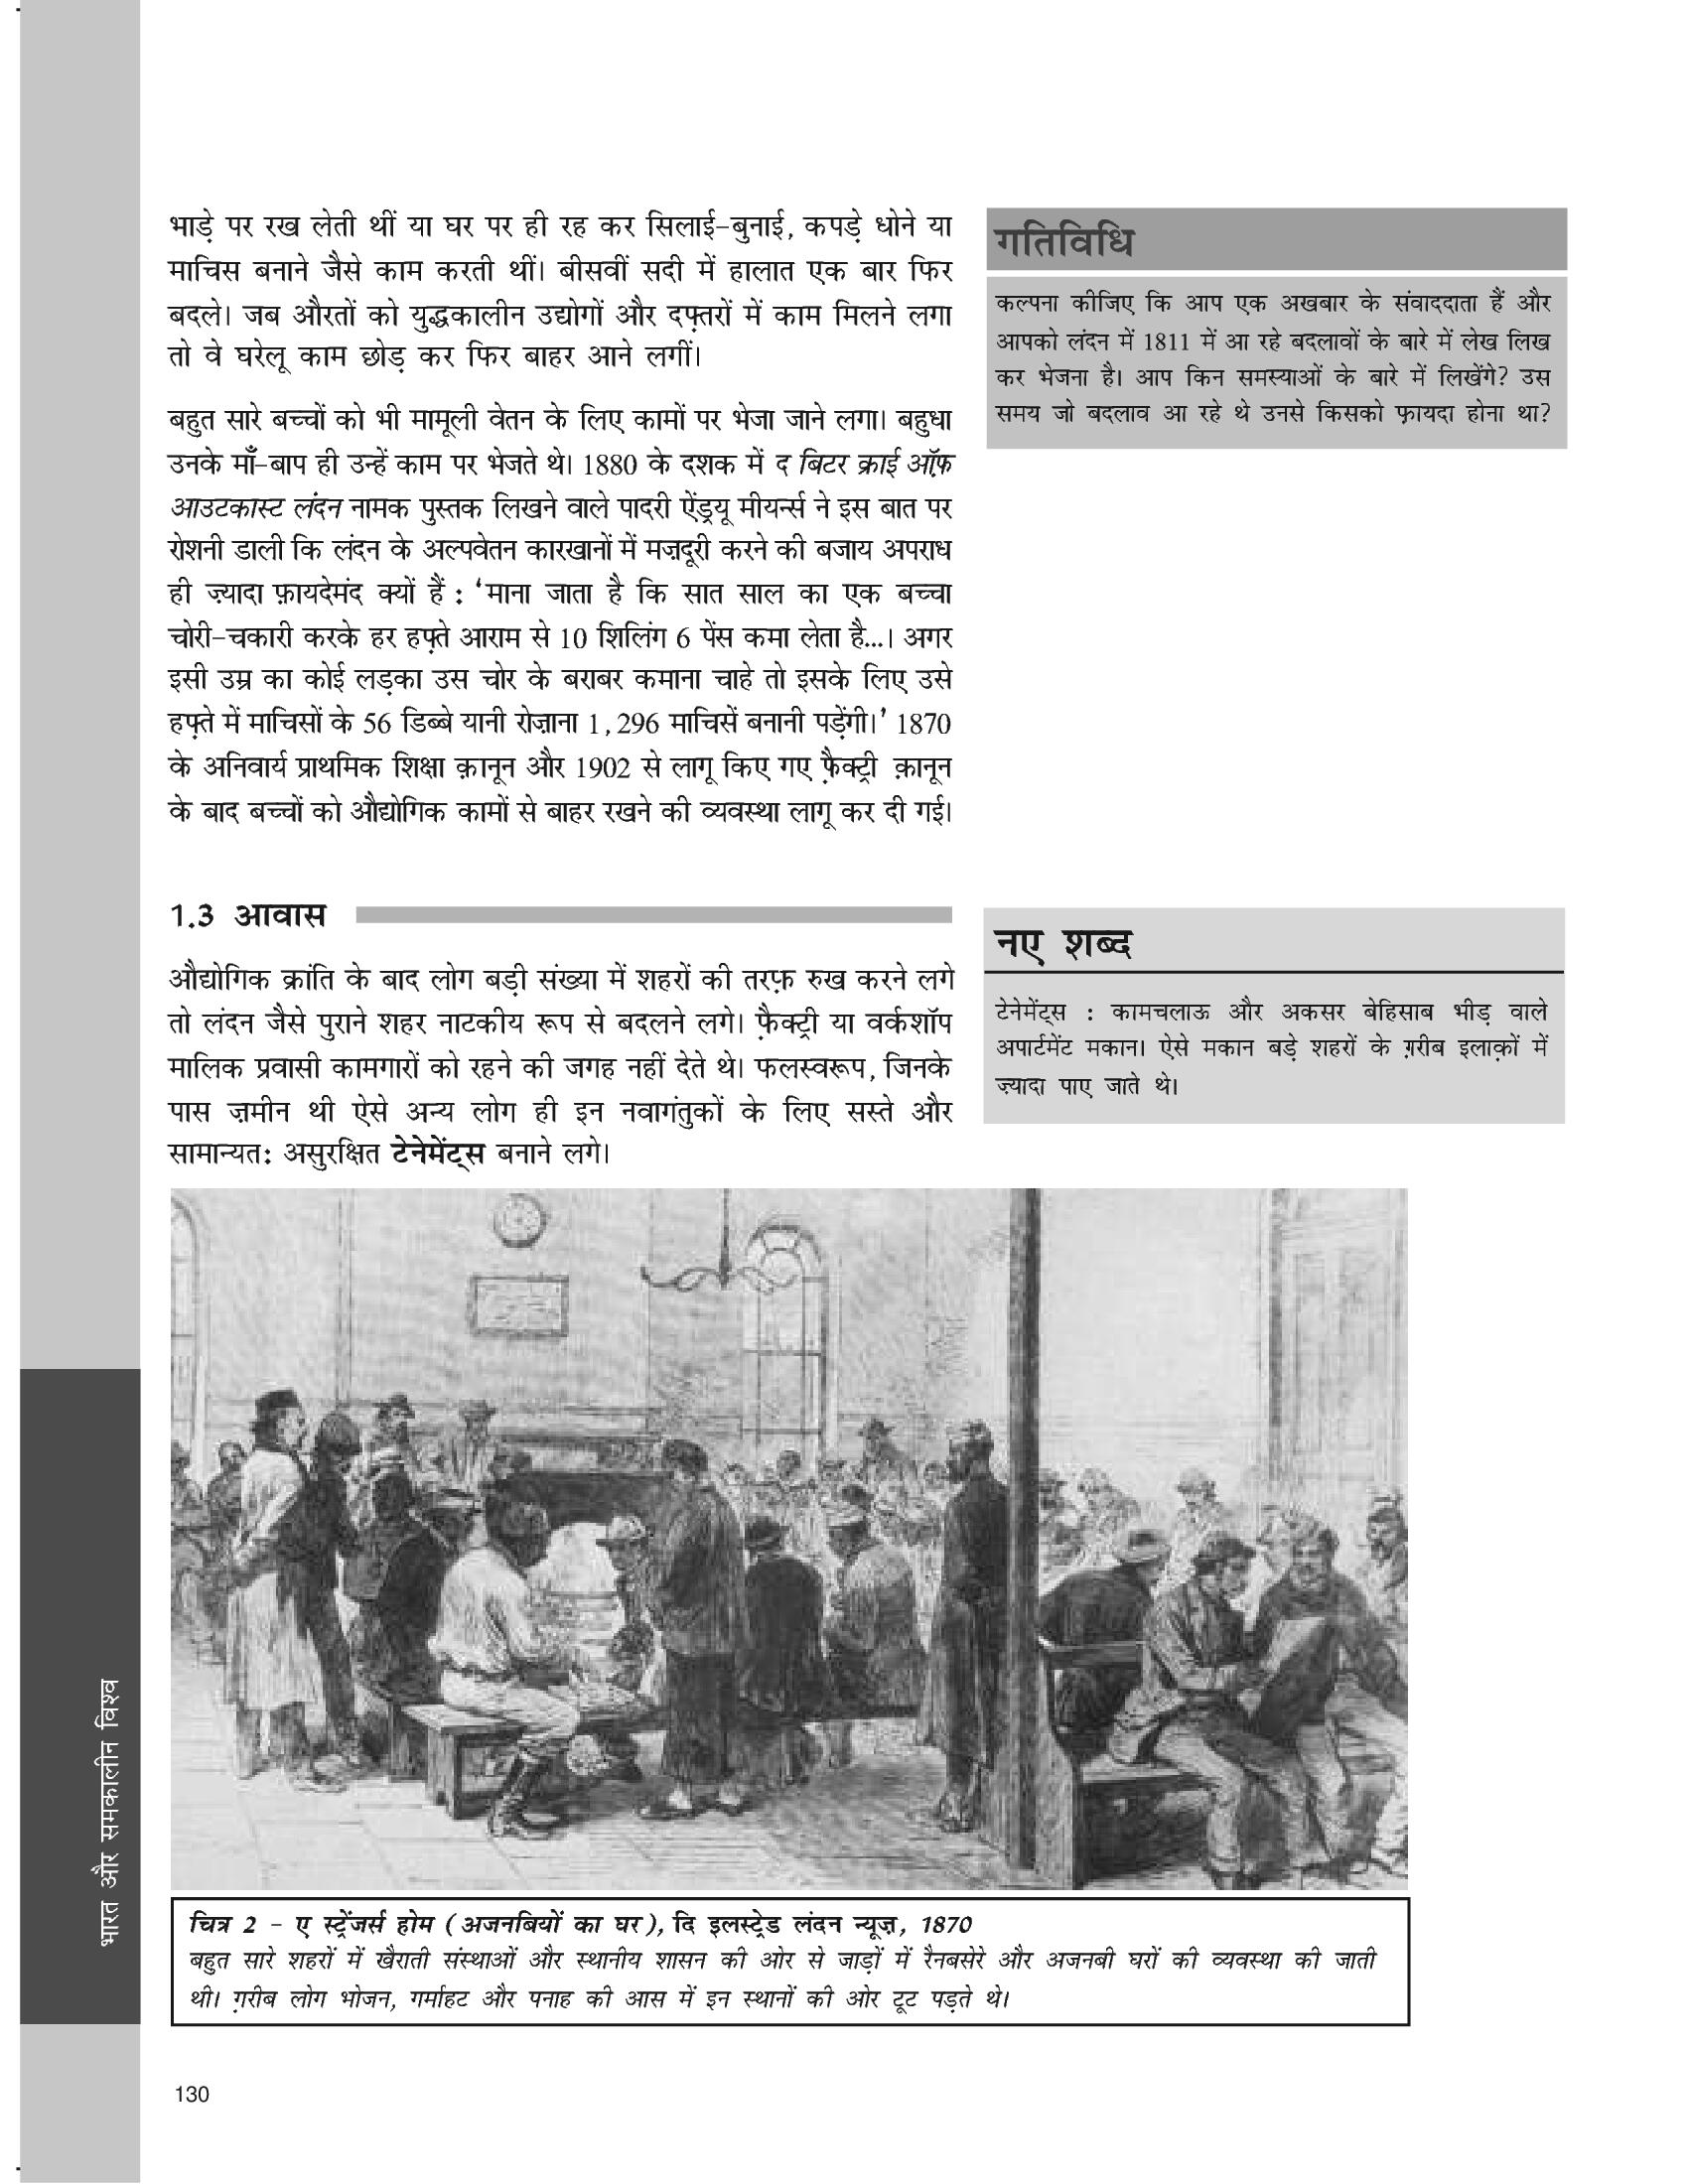 भाड़े पर रख लेती थीं या घर पर ही रह कर सिलाई-बुनाई, कपड़े धोने या
माचिस बनाने जैसे काम करती थीं। बीसवीं सदी में हालात एक बार फिर
बदले। जब औरतों को युद्धकालीन उद्योगों और दफ़्तरों में काम मिलने लगा
तो वे घरेलू काम छोड़ कर फिर बाहर आने लगीं।
बहुत सारे बच्चों को भी मामूली वेतन के लिए कामों पर भेजा जाने लगा। बहुधा
उनके माँ-बाप ही उन्हें काम पर भेजते थे। 1880 के दशक में द बिटर क्राई ऑफ़
आउटकास्ट लंदन नामक पुस्तक लिखने वाले पादरी ऐंड्रयू मीयर्न्स ने इस बात पर
रोशनी डाली कि लंदन के अल्पवेतन कारखानों में मज़दूरी करने की बजाय अपराध
ही ज़्यादा फ़ायदेमंद क्यों हैं : ‘माना जाता है कि सात साल का एक बच्चा
चोरी-चकारी करके हर हफ़्ते आराम से 10 शिलिंग 6 पेंस कमा लेता है...। अगर
इसी उम्र का कोई लड़का उस चोर के बराबर कमाना चाहे तो इसके लिए उसे
हफ़्ते में माचिसों के 56 डिब्बे यानी रोज़ाना 1,296 माचिसें बनानी पड़ेंगी।’ 1870
के अनिवार्य प्राथमिक शिक्षा क़ानून और 1902 से लागू किए गए फ़ैक्ट्री क़ानून
के बाद बच्चों को औद्योगिक कामों से बाहर रखने की व्यवस्था लागू कर दी गई।
गतिविधि
कल्पना कीजिए कि आप एक अखबार के संवाददाता हैं और
आपको लंदन में 1811 में आ रहे बदलावों के बारे में लेख लिख
कर भेजना है। आप किन समस्याओं के बारे में लिखेंगे? उस
समय जो बदलाव आ रहे थे उनसे किसको फ़ायदा होना था?
1.3 आवास
औद्योगिक क्रांति के बाद लोग बड़ी संख्या में शहरों की तरफ़ रुख करने लगे
तो लंदन जैसे पुराने शहर नाटकीय रूप से बदलने लगे। फ़ैक्ट्री या वर्कशॉप
मालिक प्रवासी कामगारों को रहने की जगह नहीं देते थे। फलस्वरूप, जिनके
पास ज़मीन थी ऐसे अन्य लोग ही इन नवागंतुकों के लिए सस्ते और
सामान्यत: असुरक्षित टेनेमेंट्स बनाने लगे।
नए शब्द
टेनेमेंट्स : कामचलाऊ और अकसर बेहिसाब भीड़ वाले
अपार्टमेंट मकान। ऐसे मकान बड़े शहरों के ग़रीब इलाक़ों में
ज़्यादा पाए जाते थे।
चित्र 2 - ए स्ट्रेंजर्स होम (अजनबियों का घर), दि इलस्ट्रेड लंदन न्यूज़, 1870
बहुत सारे शहरों में खैराती संस्थाओं और स्थानीय शासन की ओर से जाड़ों में रैनबसेरे और अजनबी घरों की व्यवस्था की जाती
थी। ग़रीब लोग भोजन, गर्माहट और पनाह की आस में इन स्थानों की ओर टूट पड़ते थे।
भारत और समकालीन विश्व
130